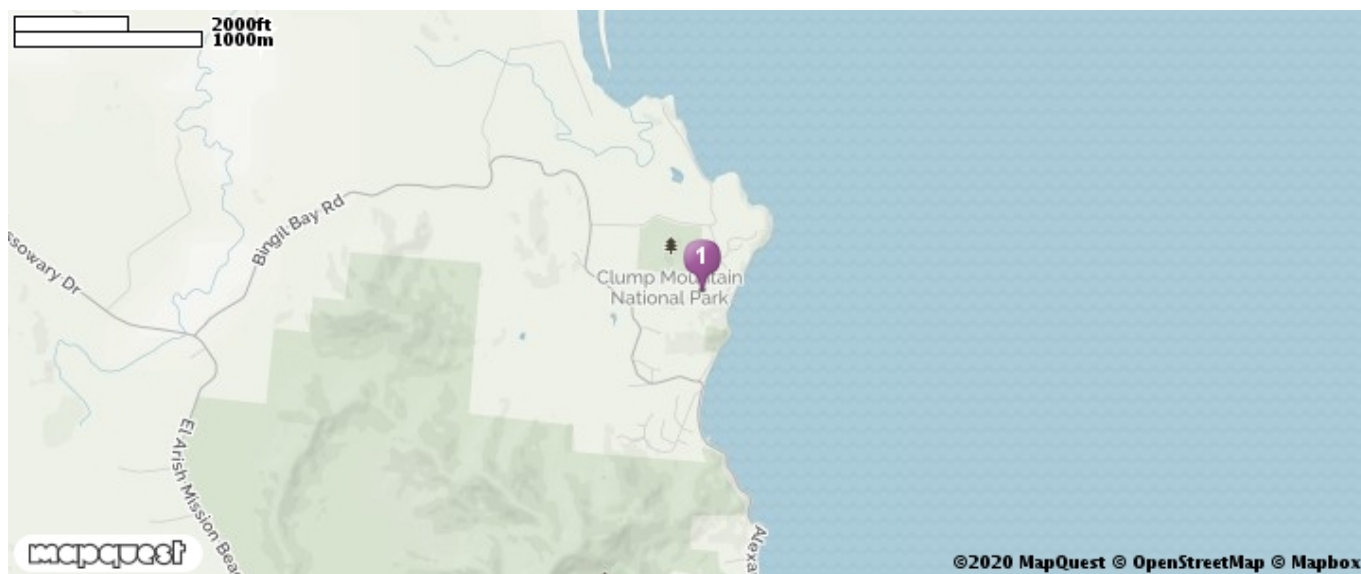 2000ft
1000m
Bingil Bay Rd
ssowary Dr
1
Clump Mountain
National Park
El Arish Mission Bea
Alexa
mapquest
©2020 MapQuest © OpenStreetMap © Mapbox